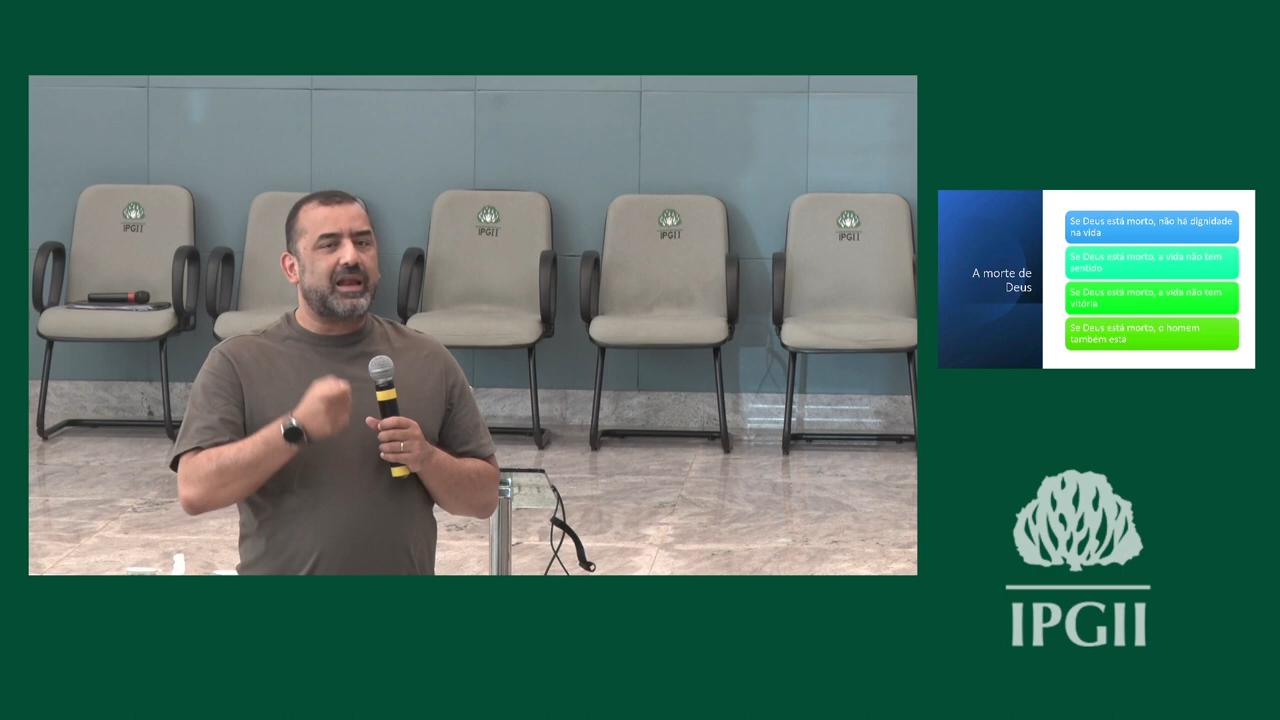 IPGII
IPGII
IPGII
IPGII
A morte de
Deus
Se Deus está morto, não há dignidade
na vida
Se Deus está morto, a vida não tem
sentido
Se Deus está morto, a vida não tem
vitória
Se Deus está morto, o homem
também está
IPGII